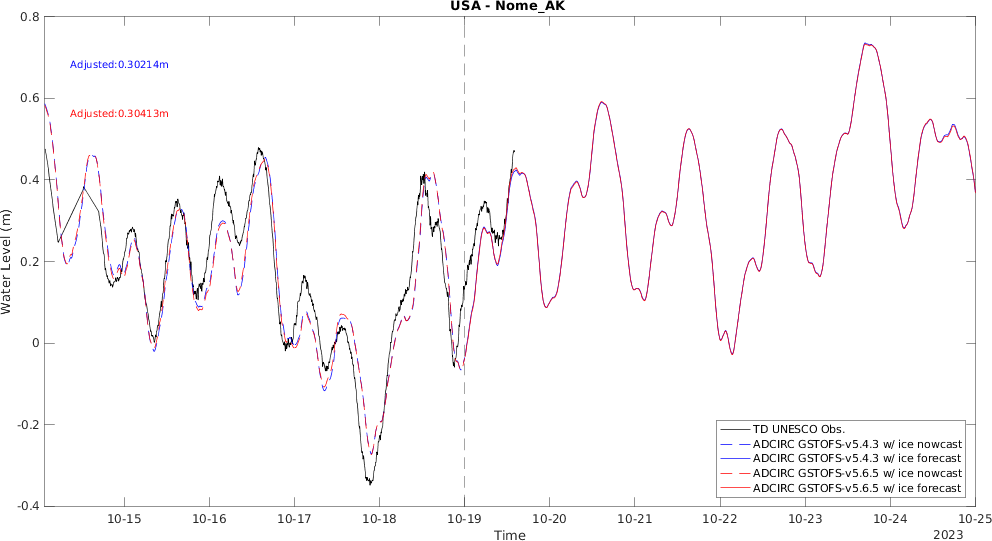 USA - Nome_AK
0.8
0.6
0.4
0.2
0
-0.2
-0.4
Water Level (m)
Adjusted:0.30214m
Adjusted:0.30413m
TD UNESCO Obs.
ADCIRC GSTOFS-v5.4.3 w/ ice nowcast
ADCIRC GSTOFS-v5.4.3 w/ ice forecast
ADCIRC GSTOFS-v5.6.5 w/ ice nowcast
ADCIRC GSTOFS-v5.6.5 w/ ice forecast
10-15 10-16 10-17 10-18 10-19 10-20 10-21 10-22 10-23 10-24 10-25
Time
2023